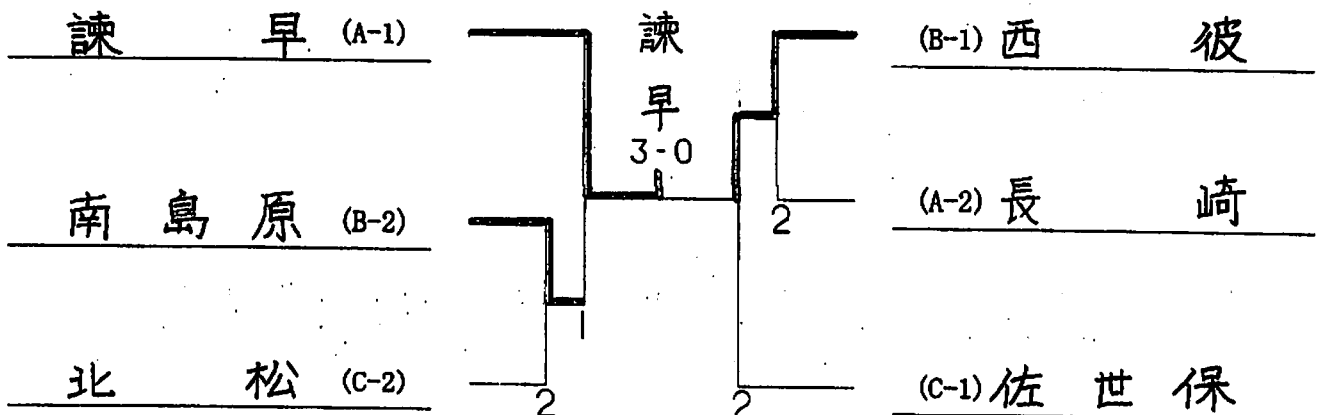 諫早 (A-1)
南島原 (B-2)
北松 (C-2)
諫早
3-0
1
2
2
2
(B-1) 西彼
(A-2) 長崎
(C-1) 佐世保